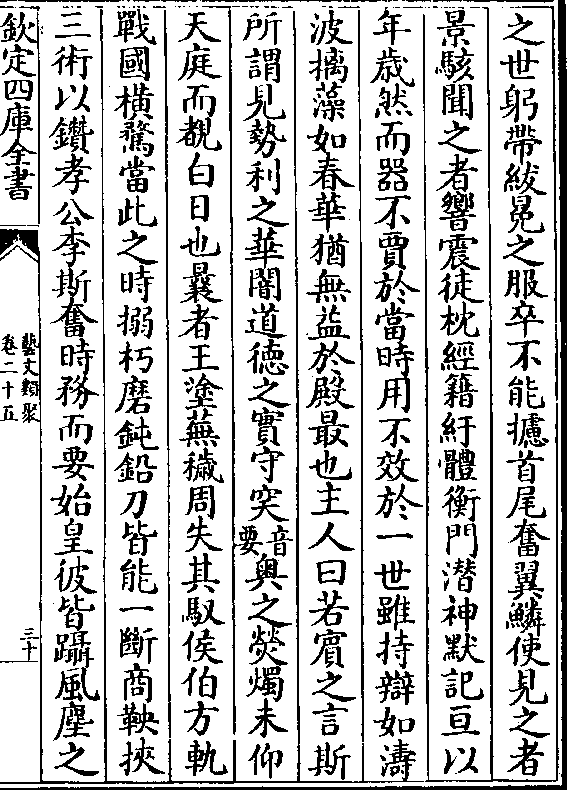 之世躬帶紱冕之服卒不能攄首尾奮翼鱗使見之者
景駭聞之者響震徒枕經籍紆體衡門潛神默記亘以
年歲然而器不賈於當時用不效於一世雖持辯如濤
波摛藻如春華猶無益於殿最也主人曰若賓之言斯
所謂見勢利之華闇道德之實守突音要奥之熒燭未仰
天庭而覩白日也曩者王塗蕪穢周失其馭侯伯方軌
戰國橫騖當此之時搦朽磨鈍鉛刀皆能一斷商鞅挾
三術以鑽孝公李斯奮時務而要始皇彼皆躡風塵之
欽定四庫全書
藝文類聚
卷二十五
三十